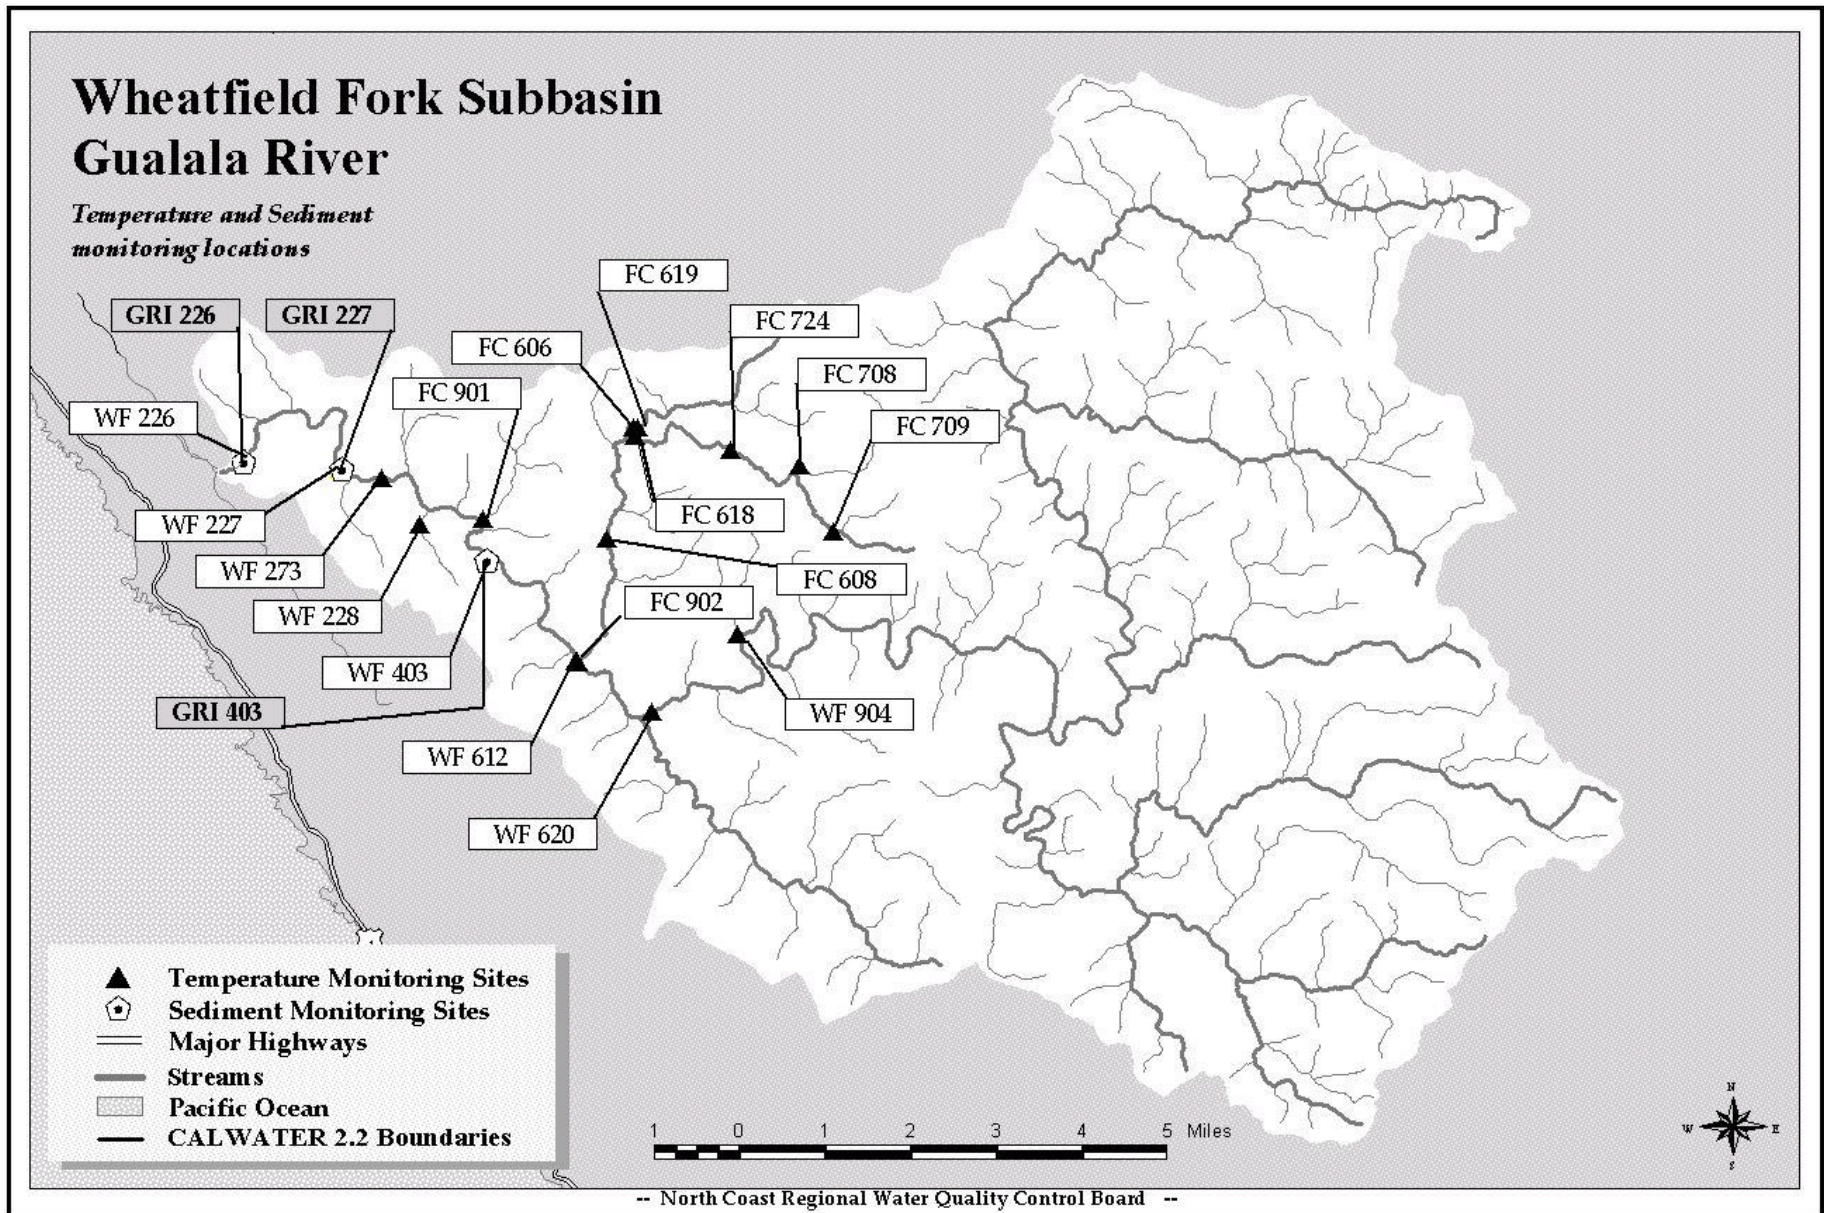 Wheatfield Fork Subbasin
Gualala River
Temperature and Sediment
monitoring locations
FC 619
GRI 226
GRI 227
FC 724
FC 606
FC 708
FC 901
WF 226
FC 709
FC 618
WF 227
WF 273
FC 608
FC 902
WF 228
WF 403
GRI 403
WF 904
WF 612
WF 620
Temperature Monitoring Sites
Sediment Monitoring Sites
Major Highways
Streams
Pacific Ocean
CALWATER 2.2 Boundaries
1 0 1 2 3 4 5 Miles
N
W E
S
-- North Coast Regional Water Quality Control Board --